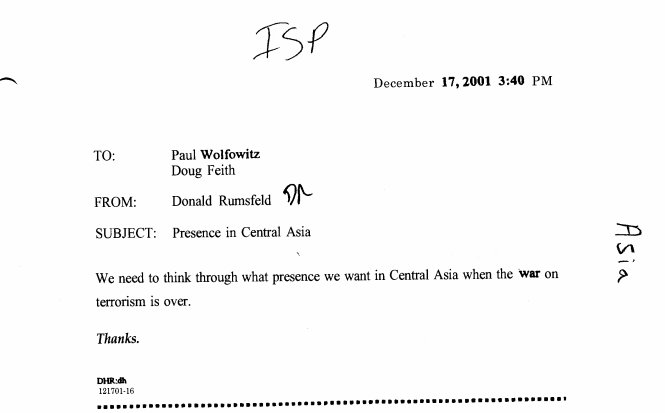 ISP
December 17, 2001 3:40 PM
TO: Paul Wolfowitz
Doug Feith
FROM: Donald Rumsfeld DR
SUBJECT: Presence in Central Asia
We need to think through what presence we want in Central Asia when the war on
terrorism is over.
Thanks.
DHR:dh
121701-16
Asia